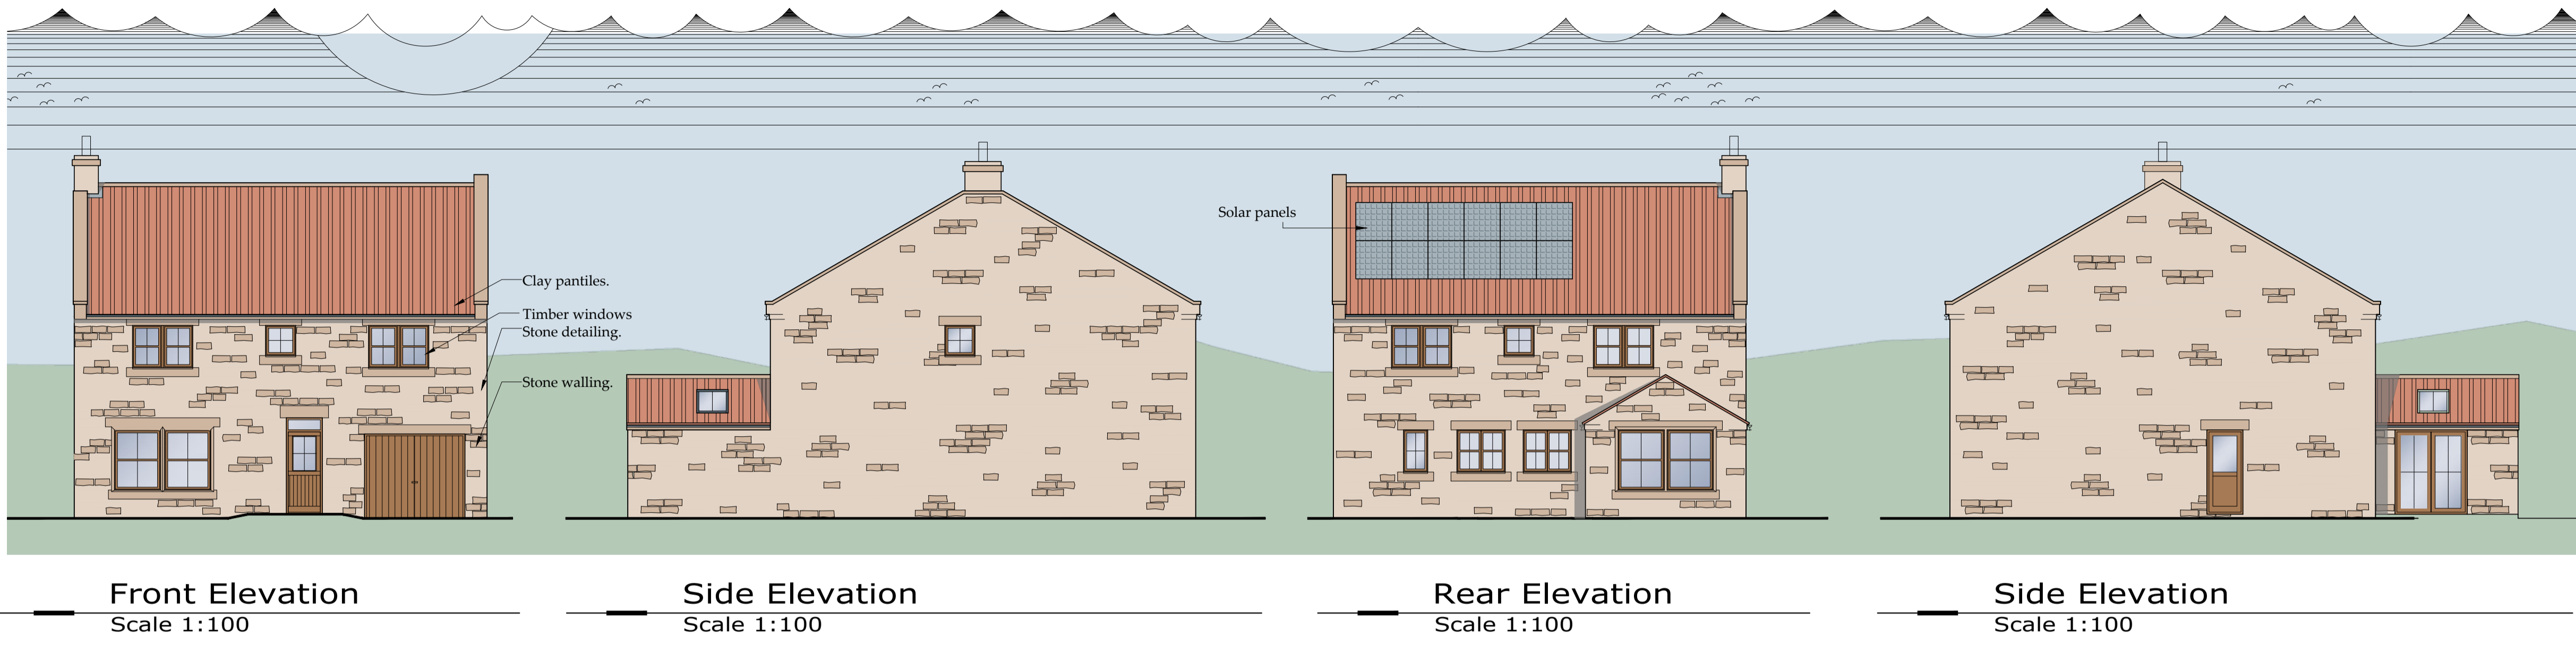 Solar panels
Clay pantiles.
Timber windows
Stone detailing.
Stone walling.
Front Elevation
Scale 1:100
Side Elevation
Scale 1:100
Rear Elevation
Scale 1:100
Side Elevation
Scale 1:100